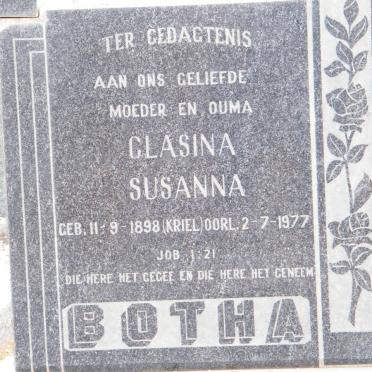 TER GEDAGTENIS
AAN ONS GELIEFDE
MOEDER EN OUMA
GLASINA
SUSANNA
GEB. 11-9-1898 (KRIEL) OORL. 2-7-1977
JOB 1:21
DIE HERE HET GEGEE EN DIE HERE HET GENEEM
BOTHA